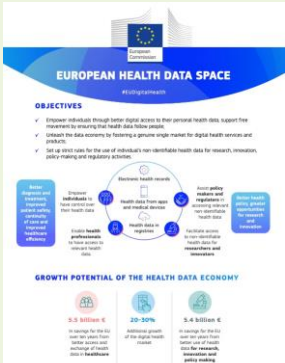 European
Commission
EUROPEAN HEALTH DATA SPACE
#EUDigitalHealth
OBJECTIVES
Empower individuals through better digital access to their personal health data, support free
movement by ensuring that health data follow people;
Unleash the data economy by fostering a genuine single market for digital health services and
products;
Set up strict rules for the use of individual's non-identifiable health data for research, innovation,
policy-making and regulatory activities.
Better
diagnosis and
treatment,
improved
patient safety,
continuity
of care and
improved
healthcare
efficiency
Empower
individuals to
have control over
their health data
Enable health
professionals
to have access to
relevant health
data
Electronic health records
Health data from apps
and medical devices
Health data in
registries
Assist policy
makers and
regulators in
accessing relevant
non-identifiable
health data
Facilitate access
to non-identifiable
health data for
researchers and
innovators
Better health
policy, greater
opportunities
for research
and
innovation
GROWTH POTENTIAL OF THE HEALTH DATA ECONOMY
5.5 billion €
in savings for the EU
over ten years from
better access and
exchange of health
data in healthcare
20-30%
Additional growth
of the digital health
market
5.4 billion €
in savings for the EU
over ten years from
better use of health
data for research,
innovation and
policy making